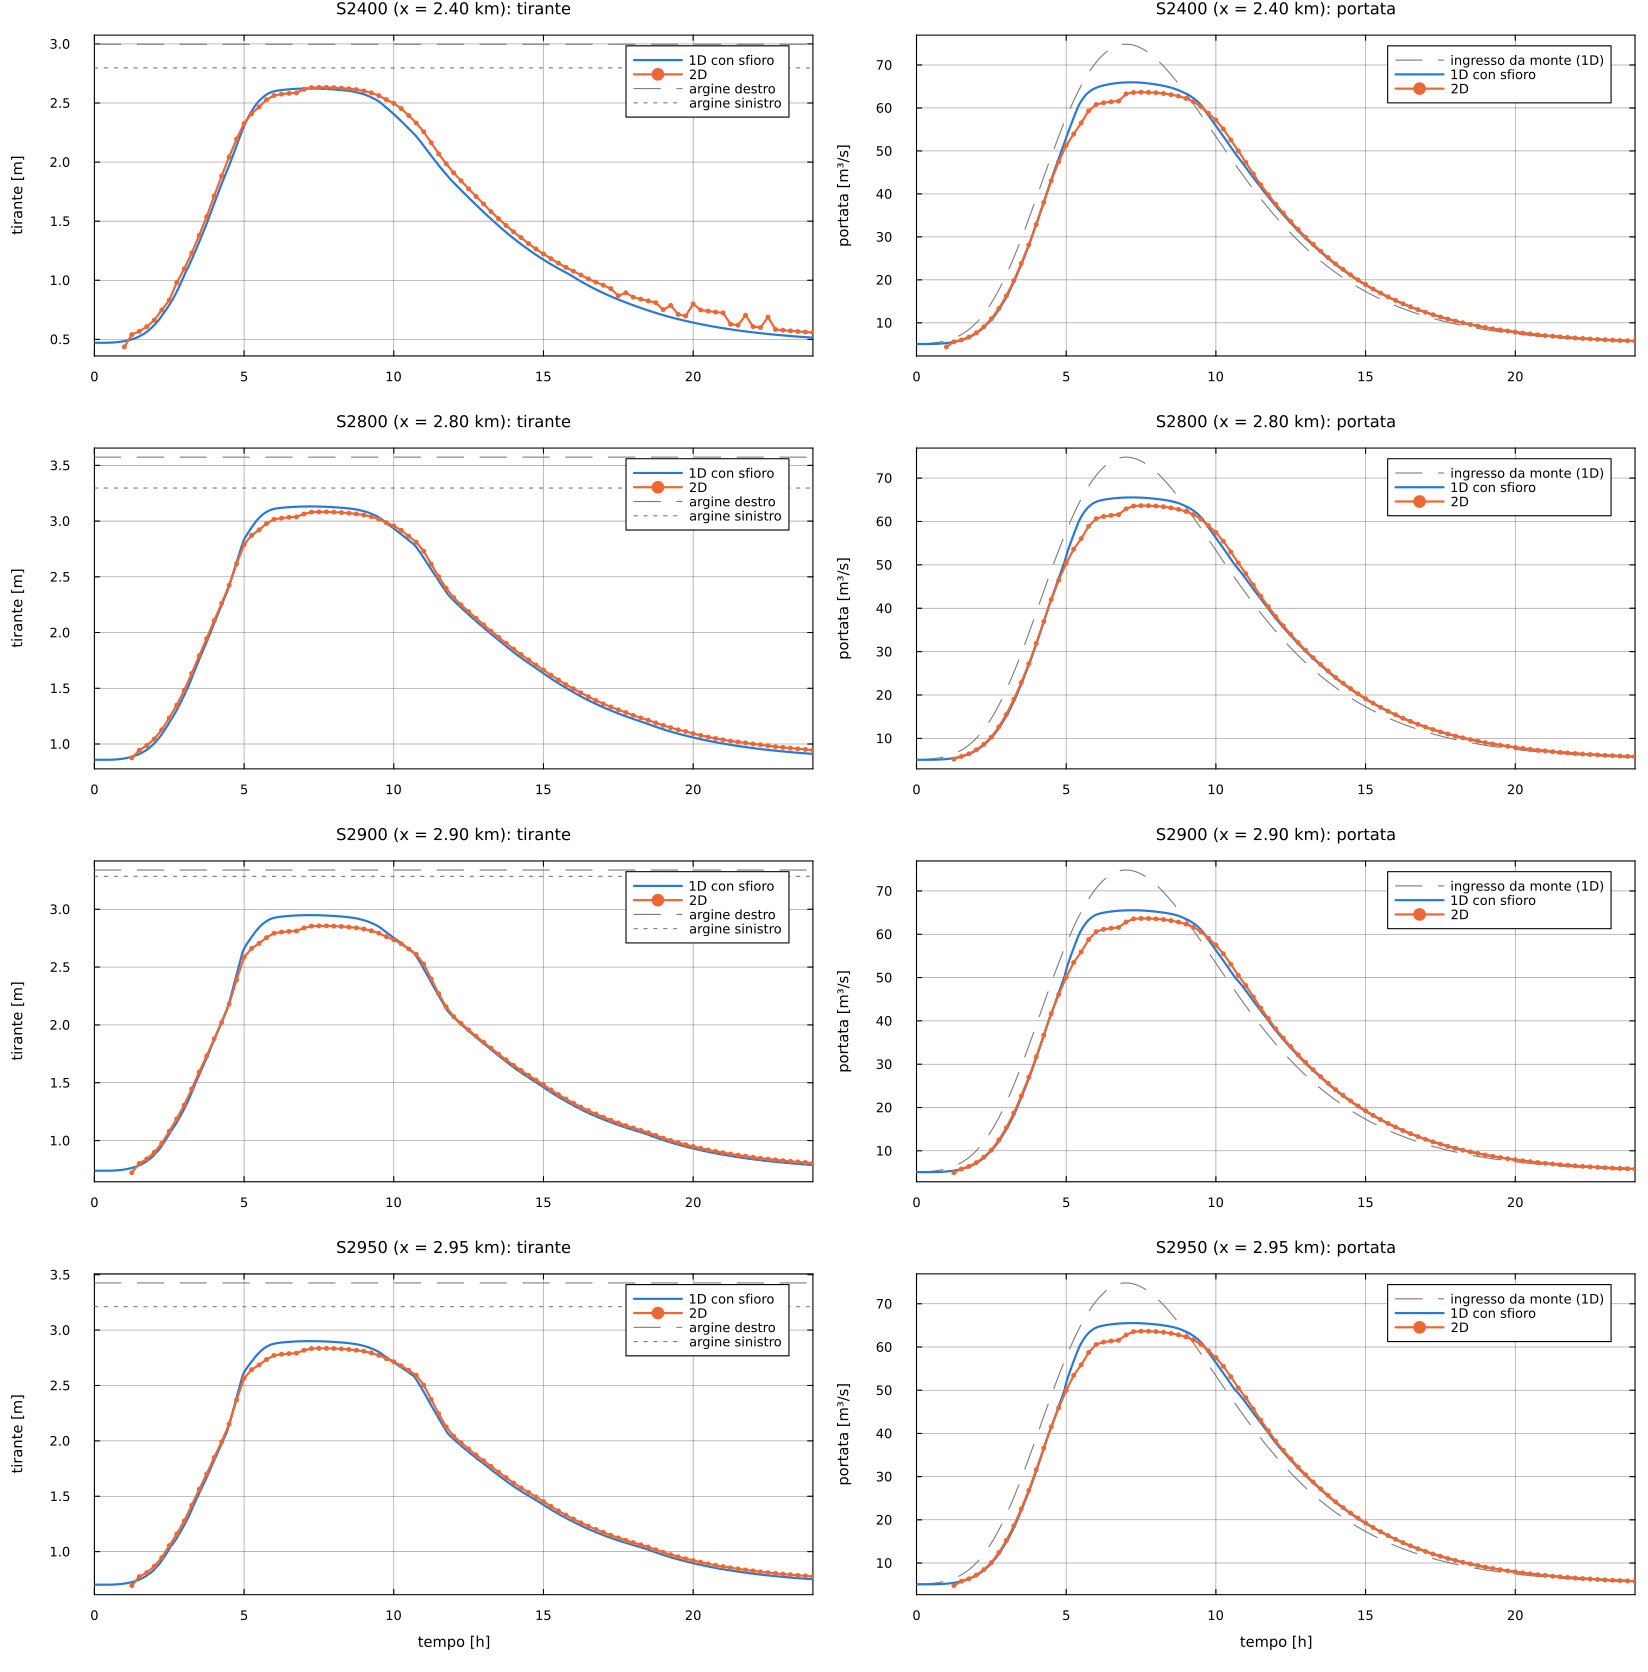 S2400 (x = 2.40 km): tirante
tirante [m]
3.0
2.5
2.0
1.5
1.0
0.5
0
5
10
15
20
1D con sfioro
2D
argine destro
argine sinistro
S2400 (x = 2.40 km): portata
portata [m³/s]
70
60
50
40
30
20
10
0
5
10
15
20
ingresso da monte (1D)
1D con sfioro
2D
S2800 (x = 2.80 km): tirante
tirante [m]
3.5
3.0
2.5
2.0
1.5
1.0
0
5
10
15
20
1D con sfioro
2D
argine destro
argine sinistro
S2800 (x = 2.80 km): portata
portata [m³/s]
70
60
50
40
30
20
10
0
5
10
15
20
ingresso da monte (1D)
1D con sfioro
2D
S2900 (x = 2.90 km): tirante
tirante [m]
3.0
2.5
2.0
1.5
1.0
0
5
10
15
20
1D con sfioro
2D
argine destro
argine sinistro
S2900 (x = 2.90 km): portata
portata [m³/s]
70
60
50
40
30
20
10
0
5
10
15
20
ingresso da monte (1D)
1D con sfioro
2D
S2950 (x = 2.95 km): tirante
tirante [m]
3.5
3.0
2.5
2.0
1.5
1.0
0
5
10
15
20
tempo [h]
1D con sfioro
2D
argine destro
argine sinistro
S2950 (x = 2.95 km): portata
portata [m³/s]
70
60
50
40
30
20
10
0
5
10
15
20
tempo [h]
ingresso da monte (1D)
1D con sfioro
2D